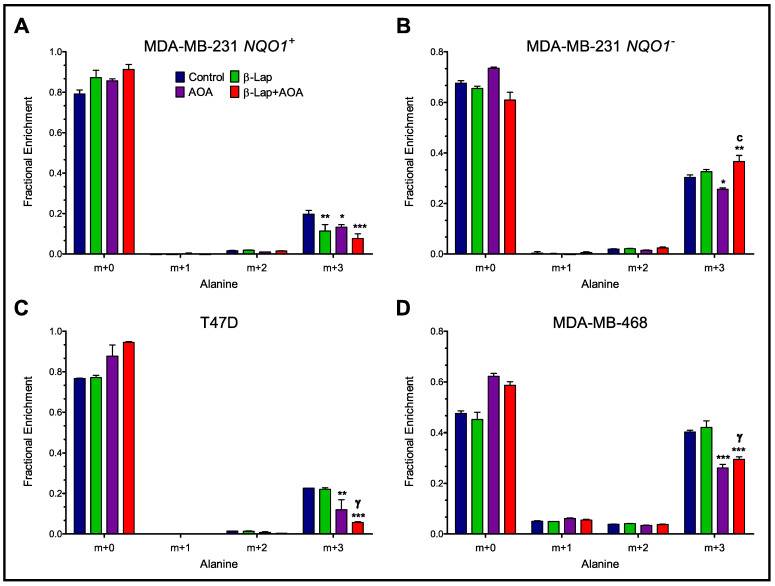 A
MDA-MB-231 NQO1+
Control
β-Lap
AOA
β-Lap+AOA
Fractional Enrichment
1.0
0.8
0.6
0.4
0.2
0.0
** * ***
m+0 m+1 m+2 m+3
Alanine
B
MDA-MB-231 NQO1-
Fractional Enrichment
0.8
0.6
0.4
0.2
0.0
c
* **
m+0 m+1 m+2 m+3
Alanine
C
T47D
Fractional Enrichment
1.0
0.8
0.6
0.4
0.2
0.0
γ
** ***
m+0 m+1 m+2 m+3
Alanine
D
MDA-MB-468
Fractional Enrichment
0.8
0.6
0.4
0.2
0.0
γ
*** ***
m+0 m+1 m+2 m+3
Alanine